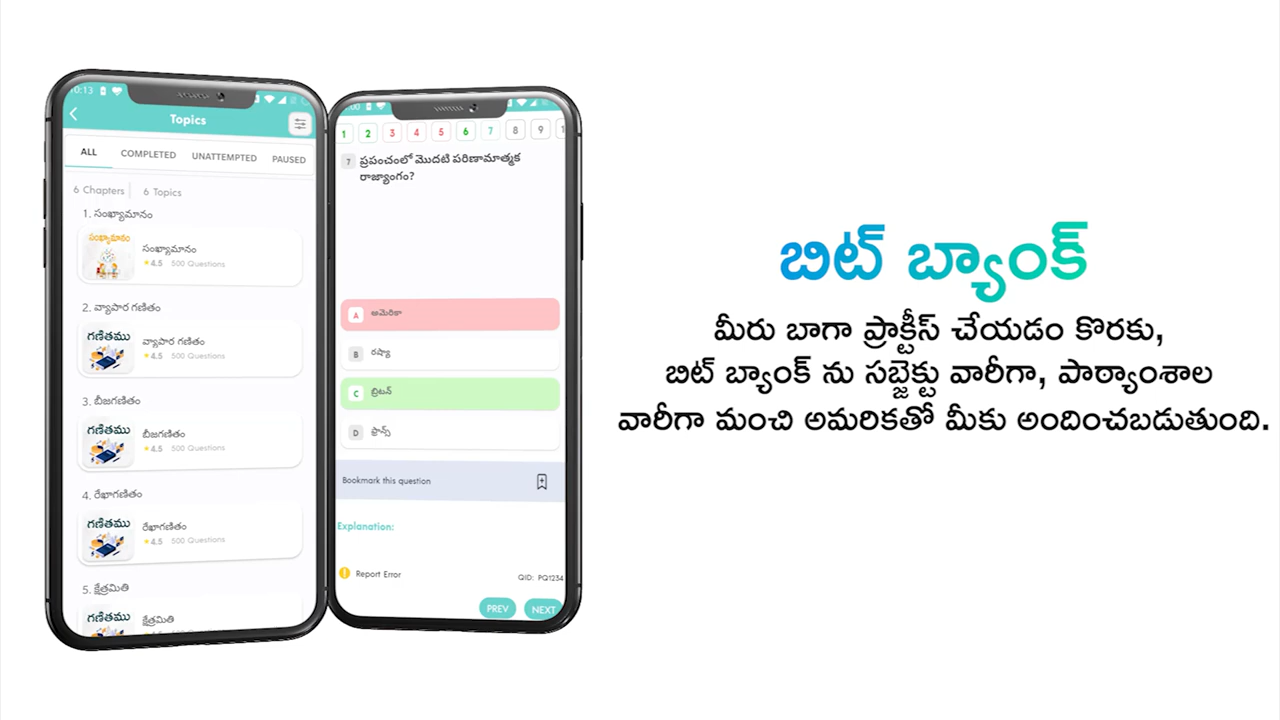 10:13
Topics
ALL COMPLETED UNATTEMPTED PAUSED
6 Chapters 6 Topics
1. సంఖ్యామానం
సంఖ్యామానం
సంఖ్యామానం
4.5 500 Questions
2. వ్యాపార గణితం
గణితము
వ్యాపార గణితం
4.5 500 Questions
3. బీజగణితం
గణితము
బీజగణితం
4.5 500 Questions
4. రేఖాగణితం
గణితము
రేఖాగణితం
4.5 500 Questions
5. క్షేత్రమితి
గణితము
క్షేత్రమితి
1 2 3 4 5 6 7 8 9
7 ప్రపంచంలో మొదటి పరిణామాత్మక
రాజ్యాంగం?
A అమెరికా
B రష్యా
C బ్రిటన్
D ఫ్రాన్స్
Bookmark this question
Explanation:
Report Error QID: PQ1234
PREV NEXT
బిట్ బ్యాంక్
మీరు బాగా ప్రాక్టీస్ చేయడం కొరకు,
బిట్ బ్యాంక్ ను సబ్జెక్టు వారీగా, పాఠ్యాంశాల
వారీగా మంచి అమరికతో మీకు అందించబడుతుంది.